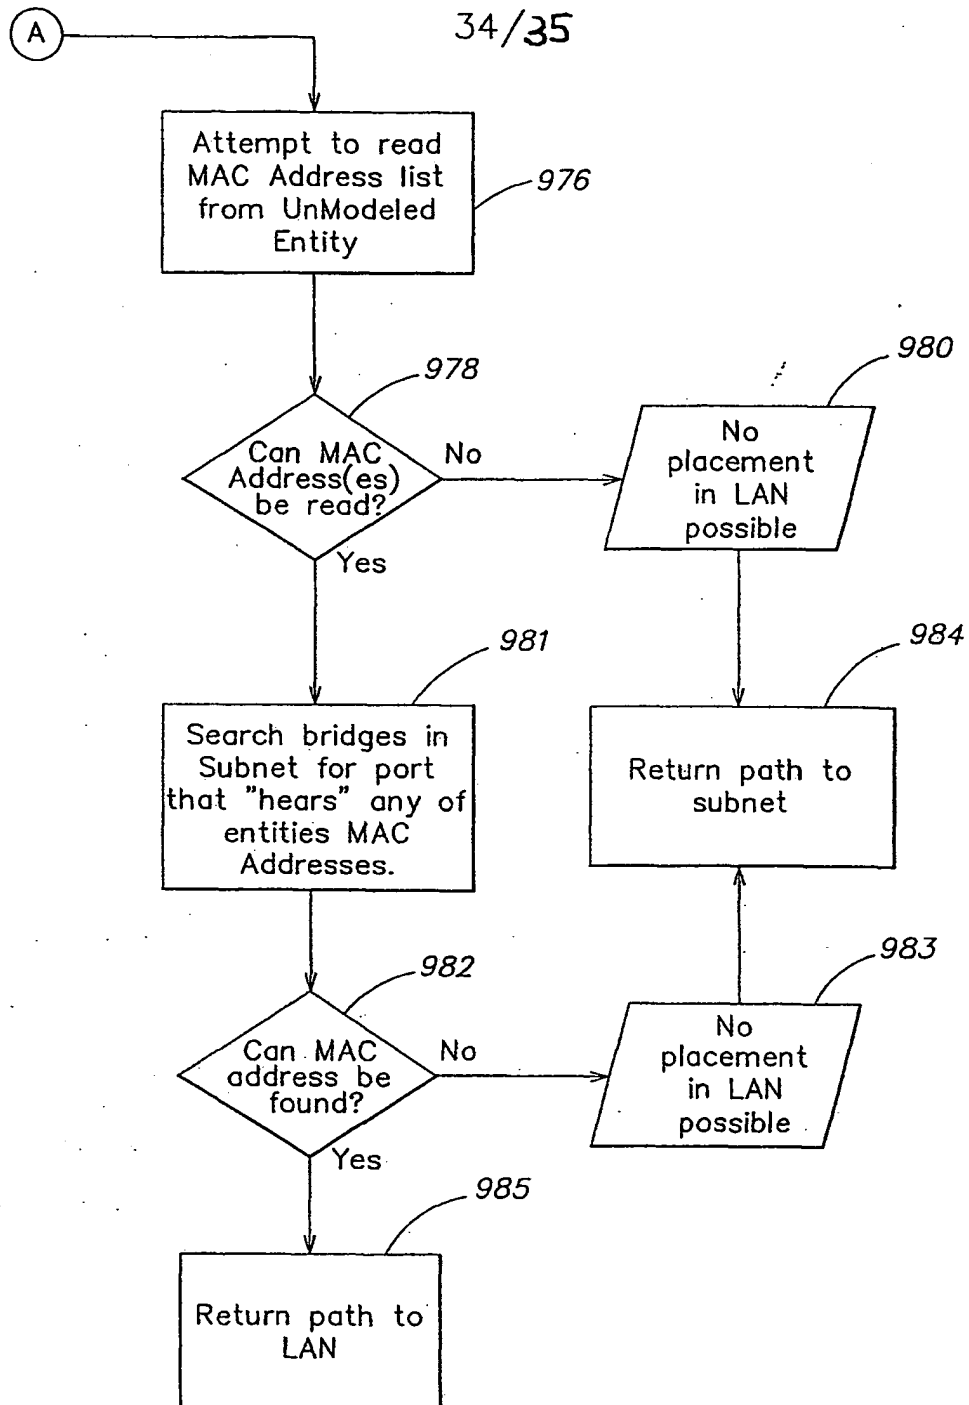 A
34/35
Attempt to read
MAC Address list
from UnModeled
Entity
976
978
Can MAC
Address(es)
be read?
No
Yes
980
No
placement
in LAN
possible
981
Search bridges in
Subnet for port
that "hears" any of
entities MAC
Addresses.
984
Return path to
subnet
982
Can MAC
address be
found?
No
Yes
983
No
placement
in LAN
possible
985
Return path to
LAN